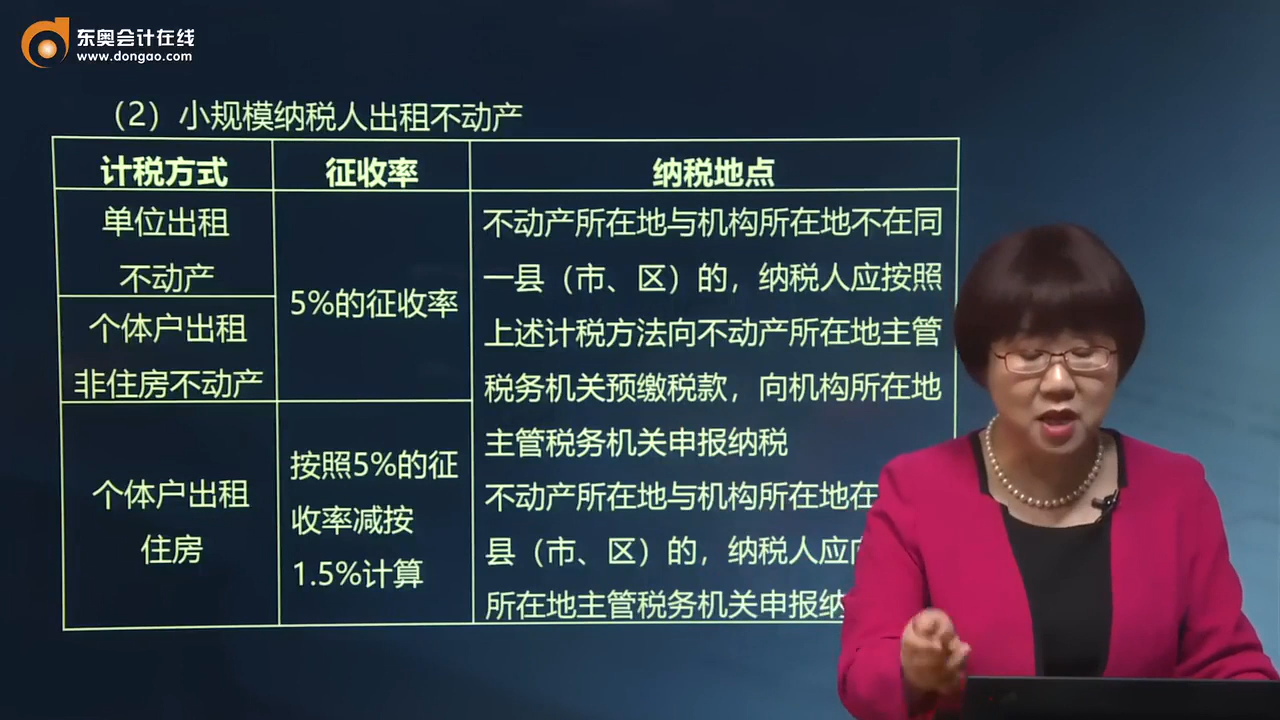 东奥会计在线
www.dongao.com
（2）小规模纳税人出租不动产
计税方式
征收率
纳税地点
单位出租
不动产
个体户出租
非住房不动产
5%的征收率
个体户出租
住房
按照5%的征
收率减按
1.5%计算
不动产所在地与机构所在地不在同
一县（市、区）的，纳税人应按照
上述计税方法向不动产所在地主管
税务机关预缴税款，向机构所在地
主管税务机关申报纳税
不动产所在地与机构所在地在
县（市、区）的，纳税人应
所在地主管税务机关申报纳